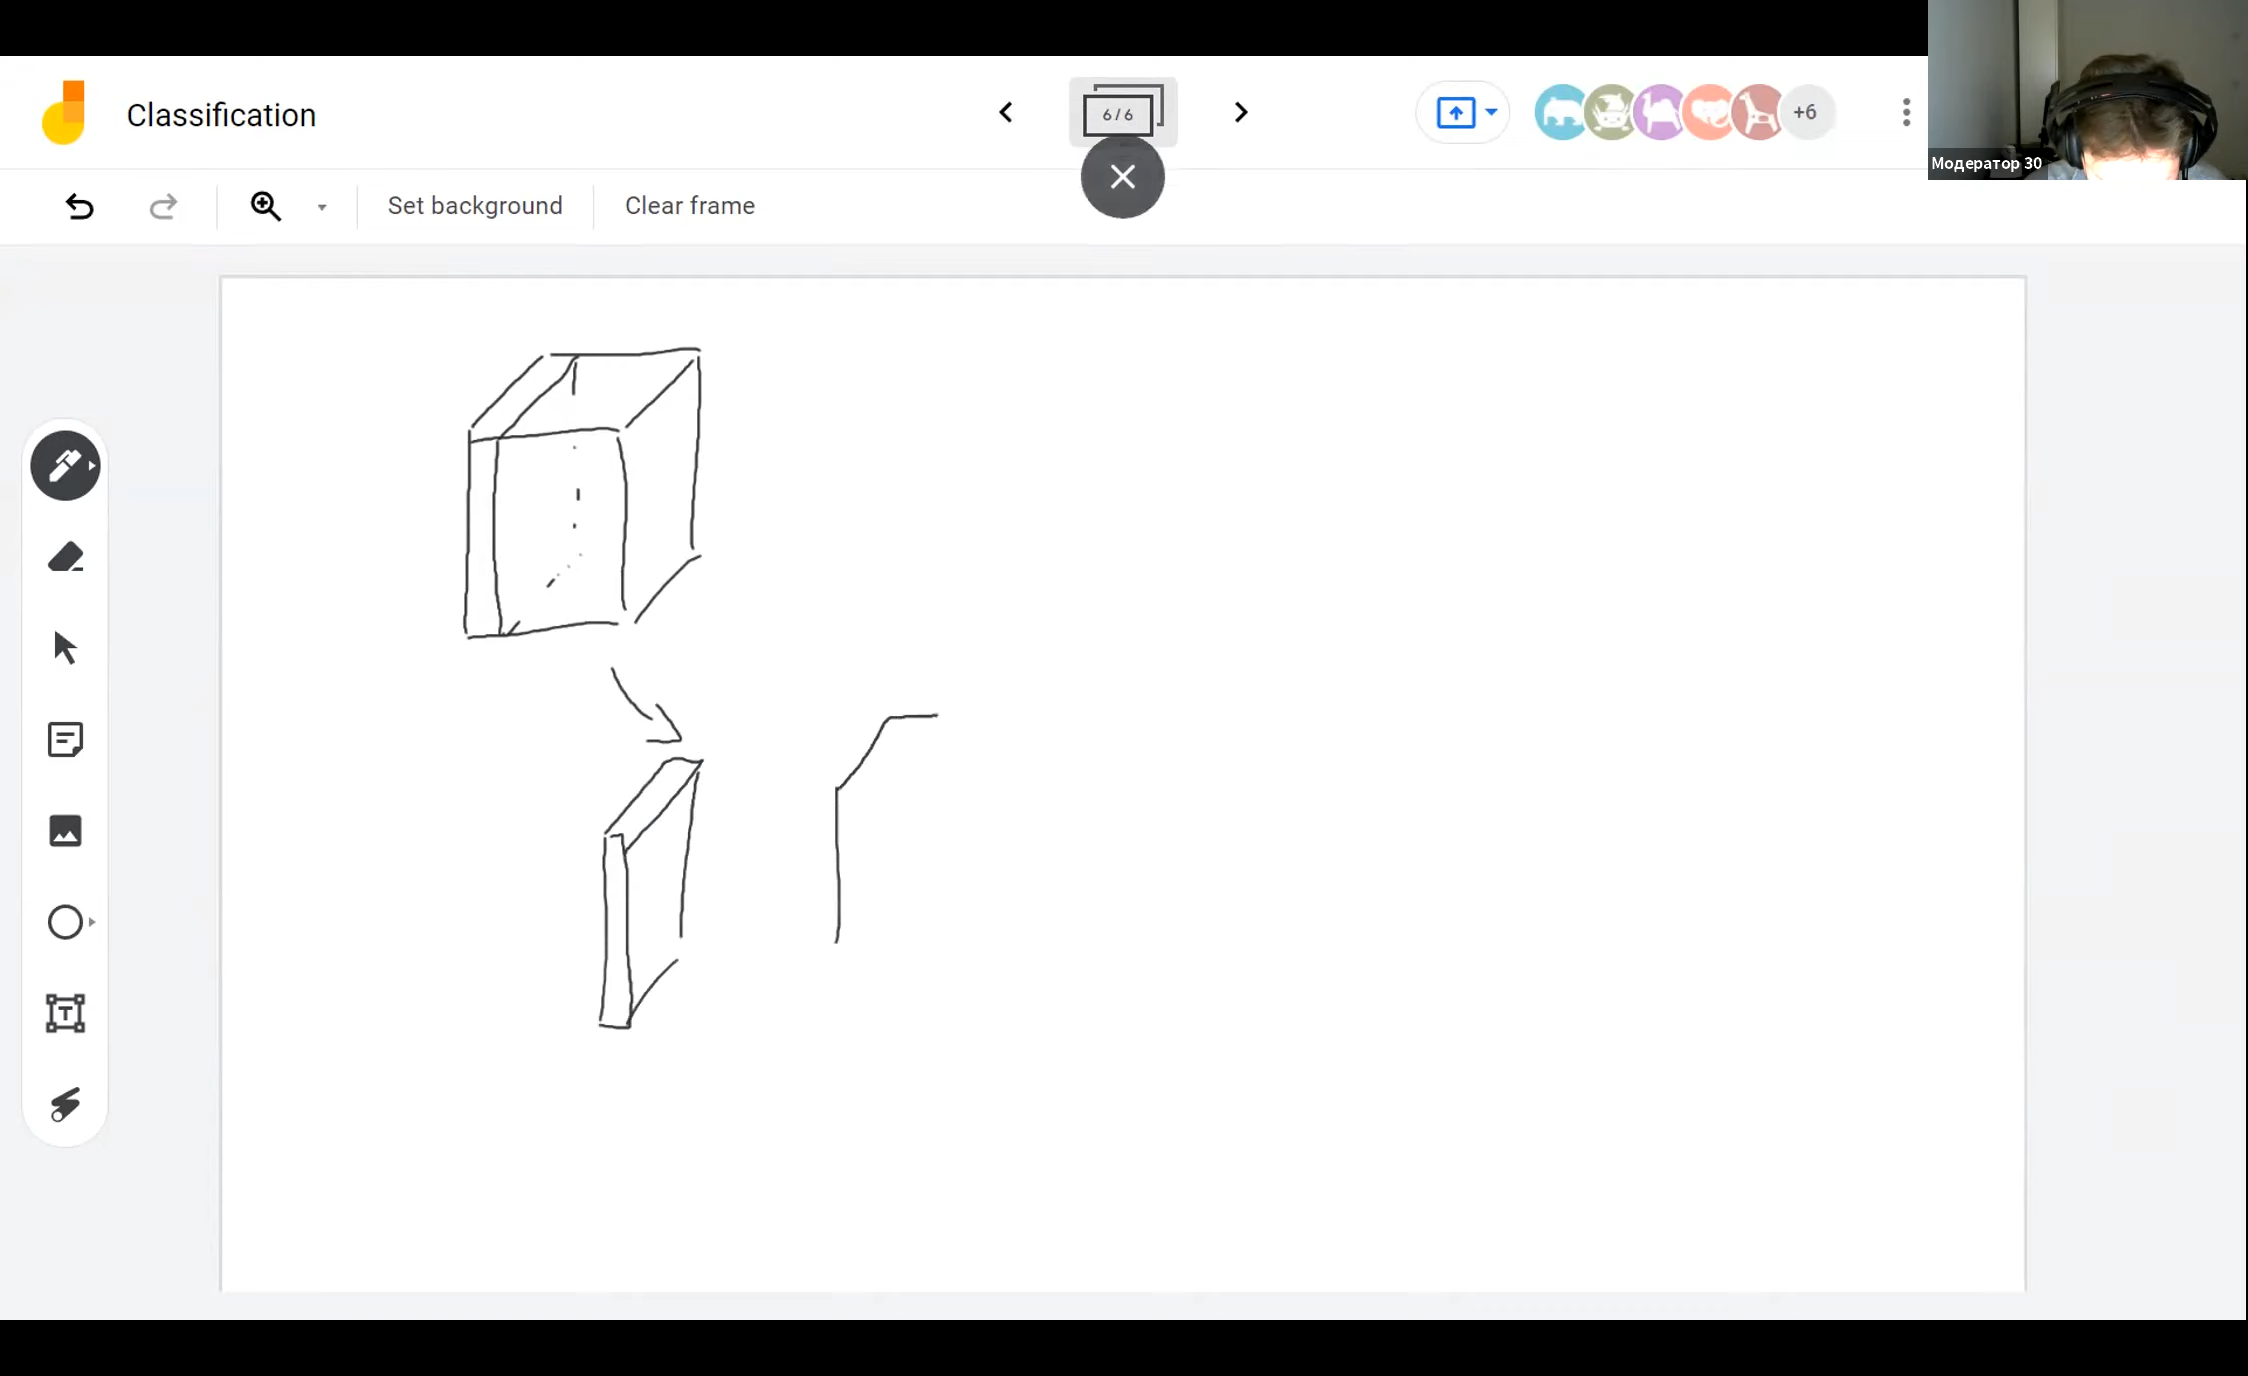 Classification
6/6
+6
Модератор 30
Set background
Clear frame
T